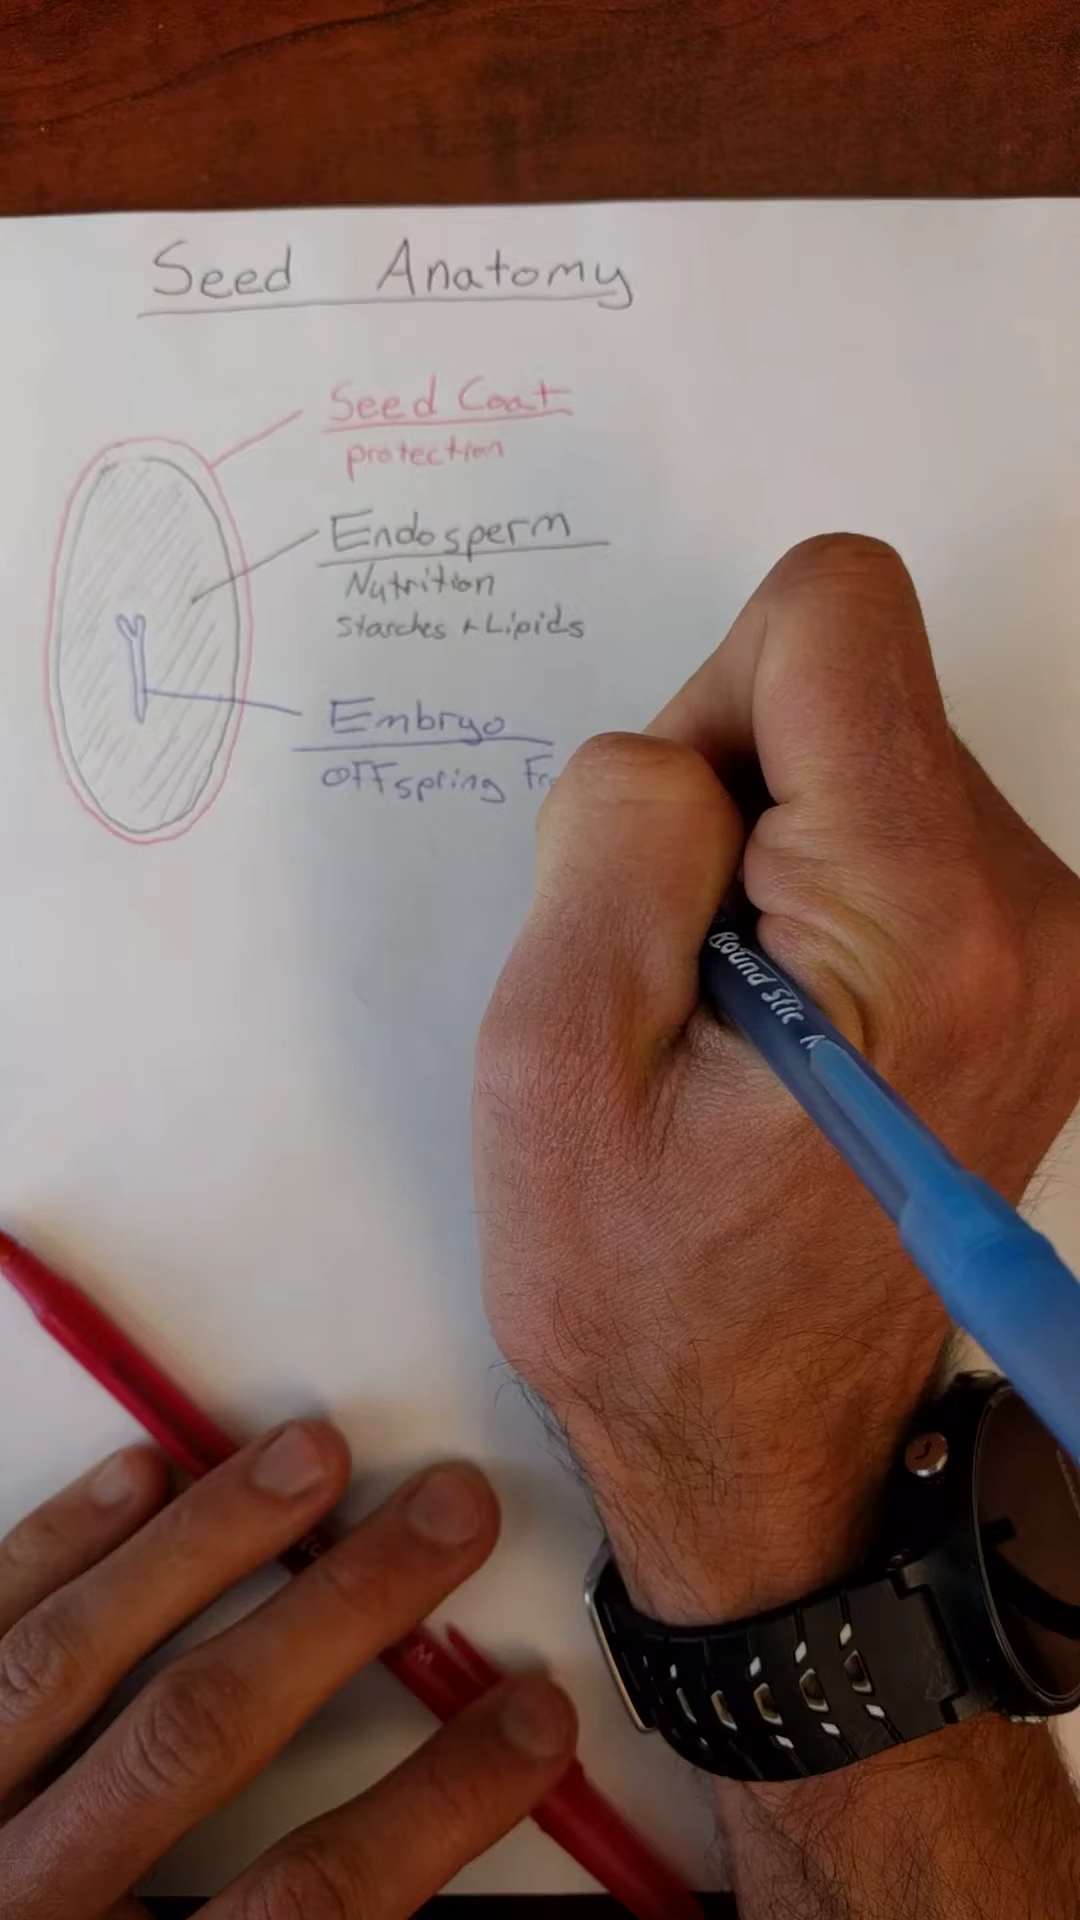 Seed Anatomy
Seed Coat
protection
Endosperm
Nutrition
Starches + Lipids
Embryo
offspring
Round Stic M
M